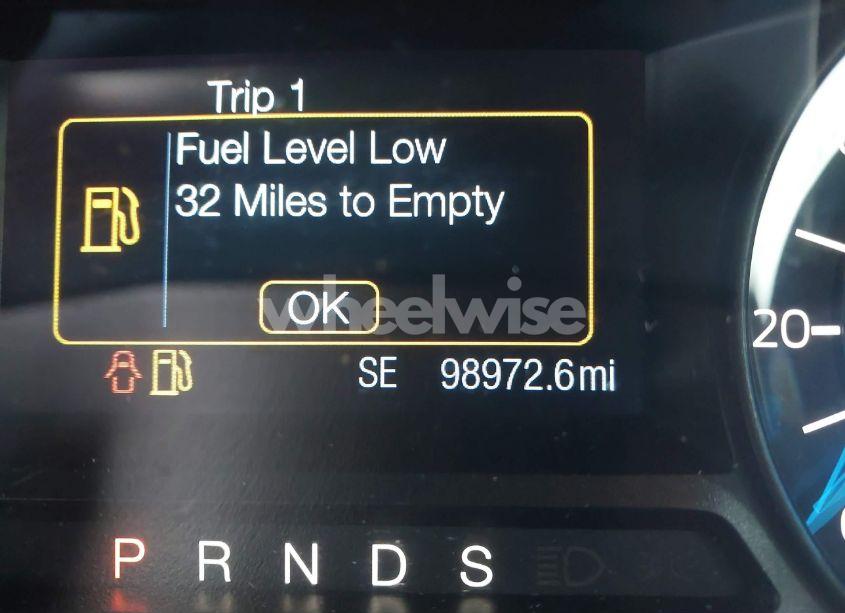 Trip 1
Fuel Level Low
32 Miles to Empty
OK
wheelwise
20
SE 98972.6mi
P R N D S